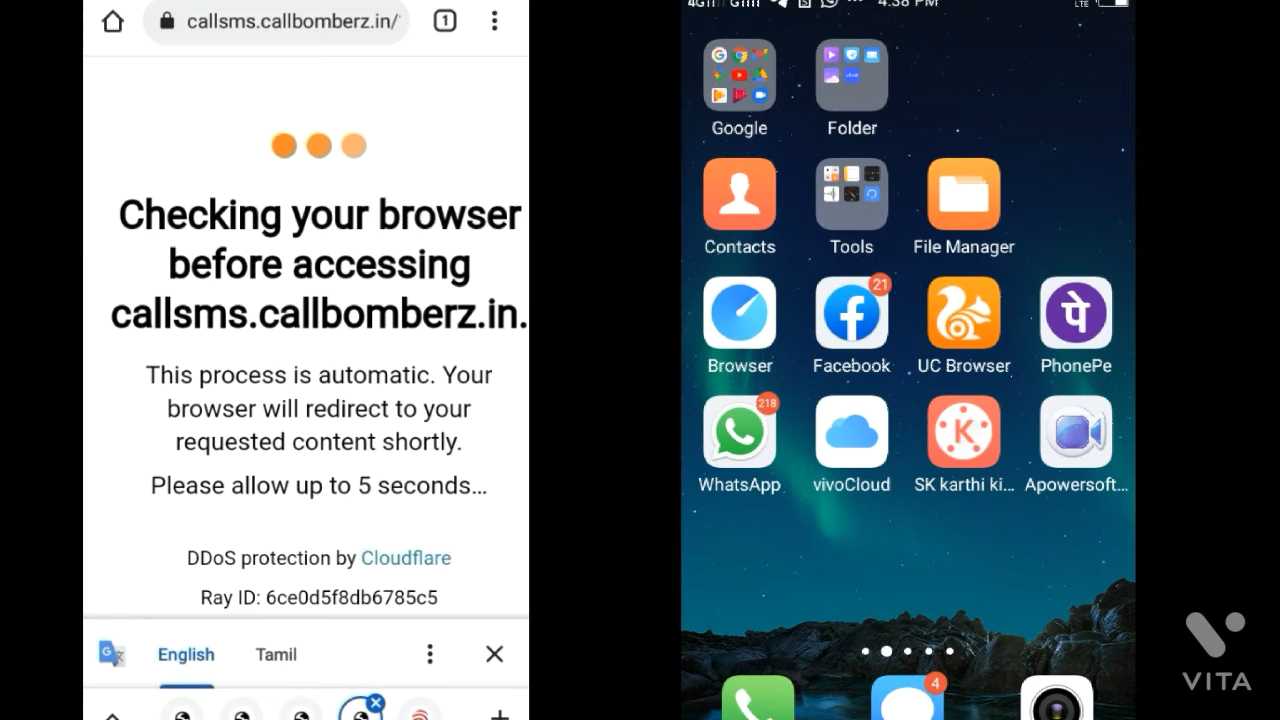 callsms.callbomberz.in/
1
Checking your browser
before accessing
callsms.callbomberz.in.
This process is automatic. Your
browser will redirect to your
requested content shortly.
Please allow up to 5 seconds…
DDoS protection by Cloudflare
Ray ID: 6ce0d5f8db6785c5
English Tamil
4:38 PM
LTE
Google Folder
Contacts Tools File Manager
21
Browser Facebook UC Browser PhonePe
218
WhatsApp vivoCloud SK karthi ki... Apowersoft...
4
VITA